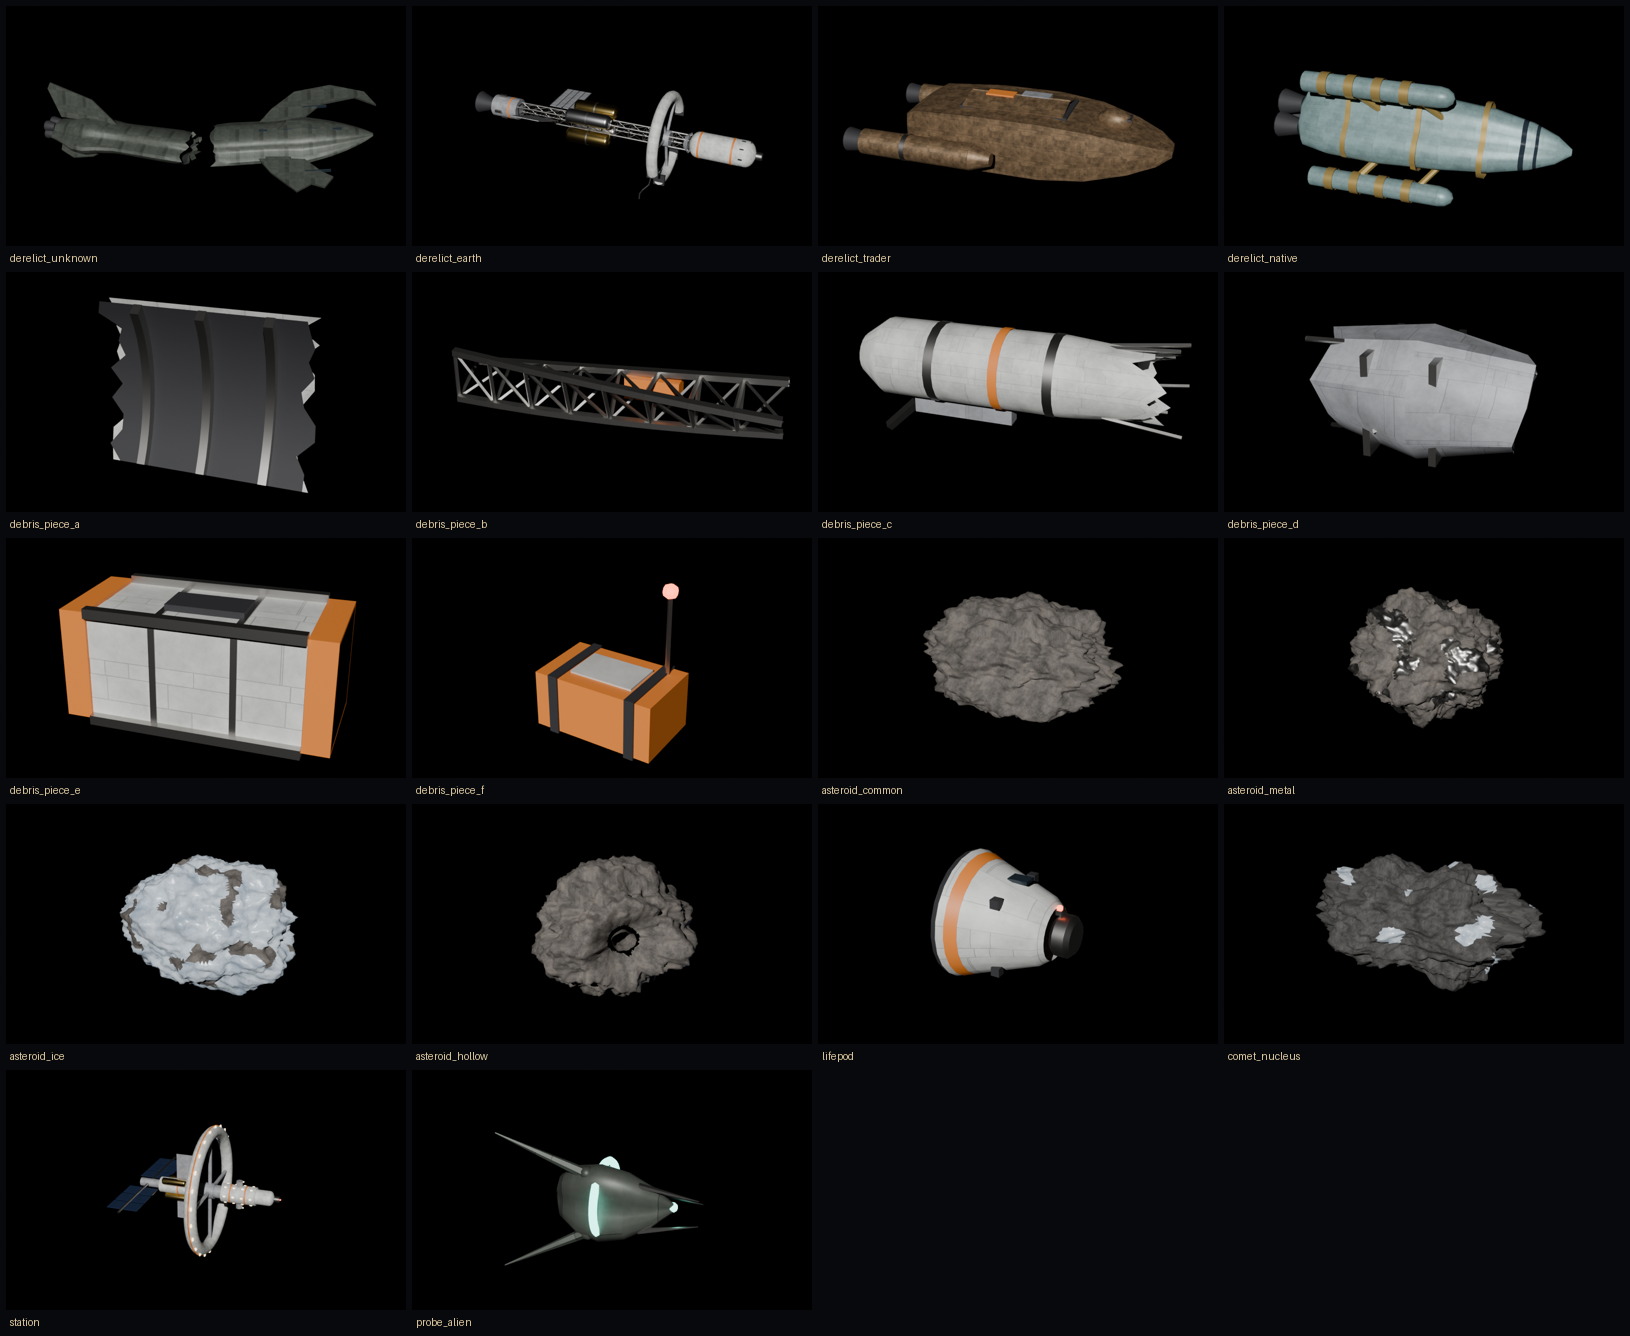 derelict_unknown
derelict_earth
derelict_trader
derelict_native
debris_piece_a
debris_piece_b
debris_piece_c
debris_piece_d
debris_piece_e
debris_piece_f
asteroid_common
asteroid_metal
asteroid_ice
asteroid_hollow
lifepod
comet_nucleus
station
probe_alien